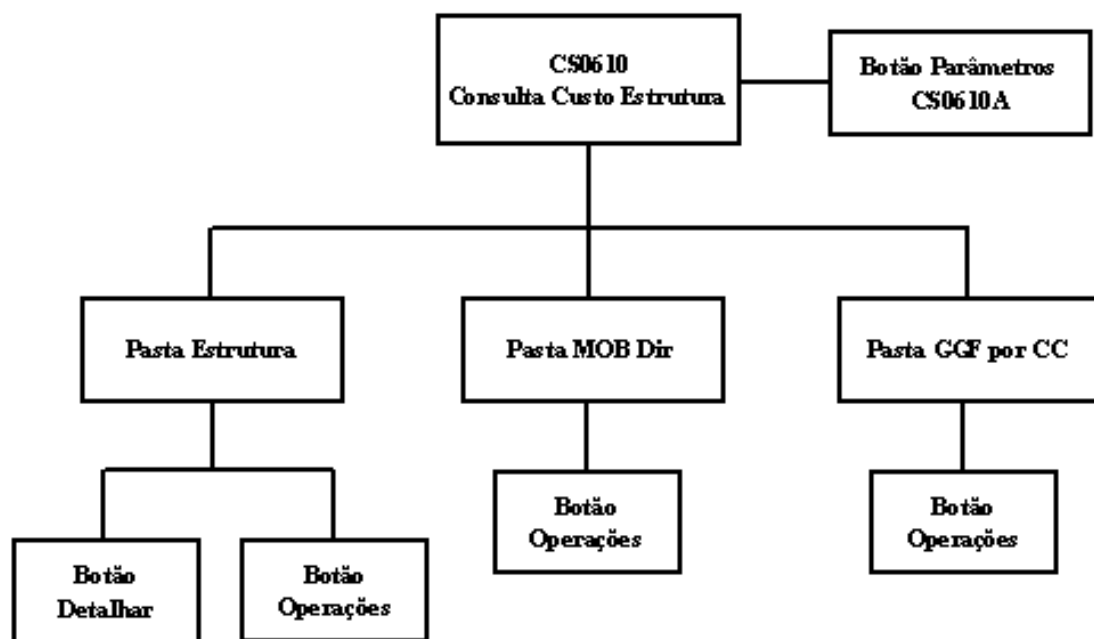 CS0610
Consulta Custo Estrutura
Botão Parâmetros
CS0610A
Pasta Estrutura
Pasta MOB Dir
Pasta GGF por CC
Botão
Detalhar
Botão
Operações
Botão
Operações
Botão
Operações